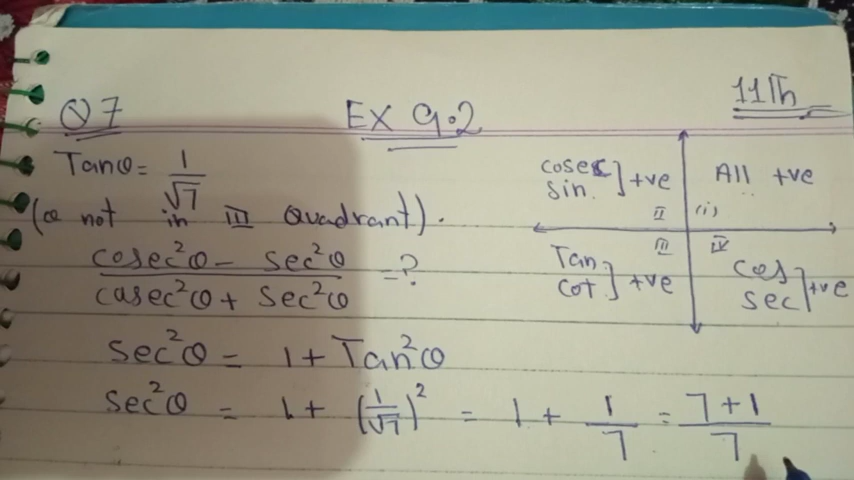 Q7 EX 9.2 11Th
Tanθ = 1/√7
(θ not in III Quadrant).
cosec²θ - sec²θ / cosec²θ + sec²θ = ?
cosec sin ] +ve II
All +ve (i)
Tan cot ] +ve III
cos sec ] +ve IV
sec²θ = 1 + Tan²θ
sec²θ = 1 + (1/√7)² = 1 + 1/7 = 7+1/7